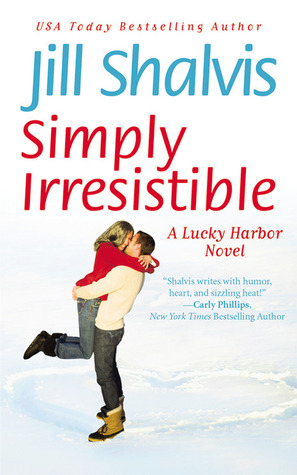 USA Today Bestselling Author
Jill Shalvis
Simply
Irresistible
A Lucky Harbor
Novel
“Shalvis writes with humor,
heart, and sizzling heat!”
—Carly Phillips,
New York Times Bestselling Author